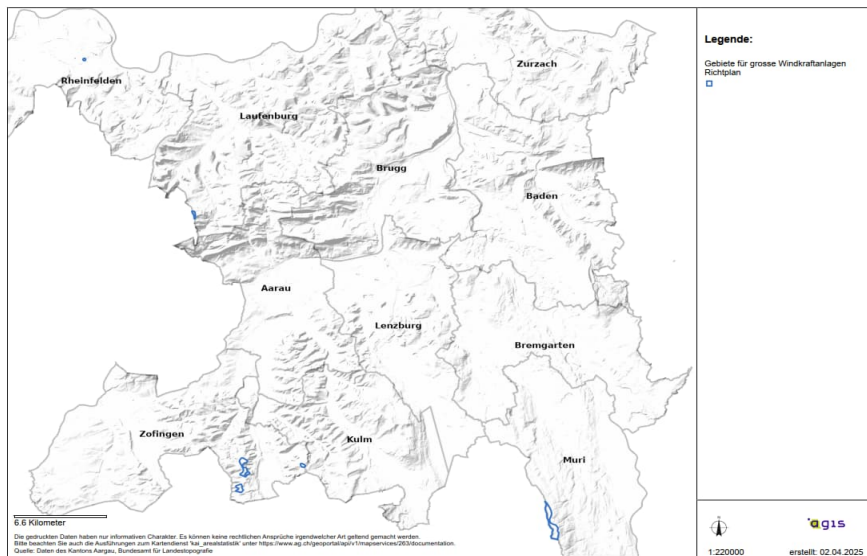 Legende:
Gebiete für grosse Windkraftanlagen
Richtplan
Zurzach
Rheinfelden
Laufenburg
Brugg
Baden
Aarau
Lenzburg
Bremgarten
Zofingen
Kulm
Muri
6.6 Kilometer
Die gedruckten Daten haben nur informativen Charakter. Es können keine rechtlichen Ansprüche irgendwelcher Art geltend gemacht werden.
Bitte beachten Sie auch die Ausführungen zum Kartendienst 'kai_arealstatistik' unter https://www.ag.ch/geoportal/api/v1/mapservices/263/documentation.
Quelle: Daten des Kantons Aargau, Bundesamt für Landestopografie
agis
1:220000
erstellt: 02.04.2035